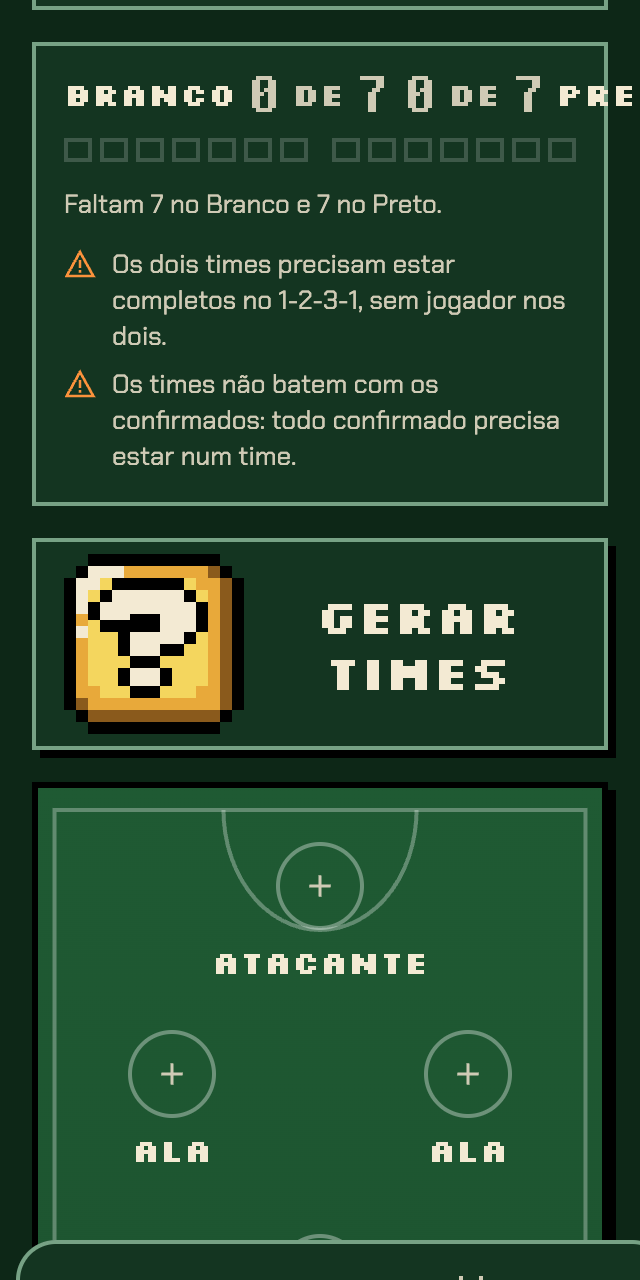 BRANCO 0 DE 7 0 DE 7 PRE
Faltam 7 no Branco e 7 no Preto.
Os dois times precisam estar
completos no 1-2-3-1, sem jogador nos
dois.
Os times não batem com os
confirmados: todo confirmado precisa
estar num time.
GERAR
TIMES
ATACANTE
ALA ALA